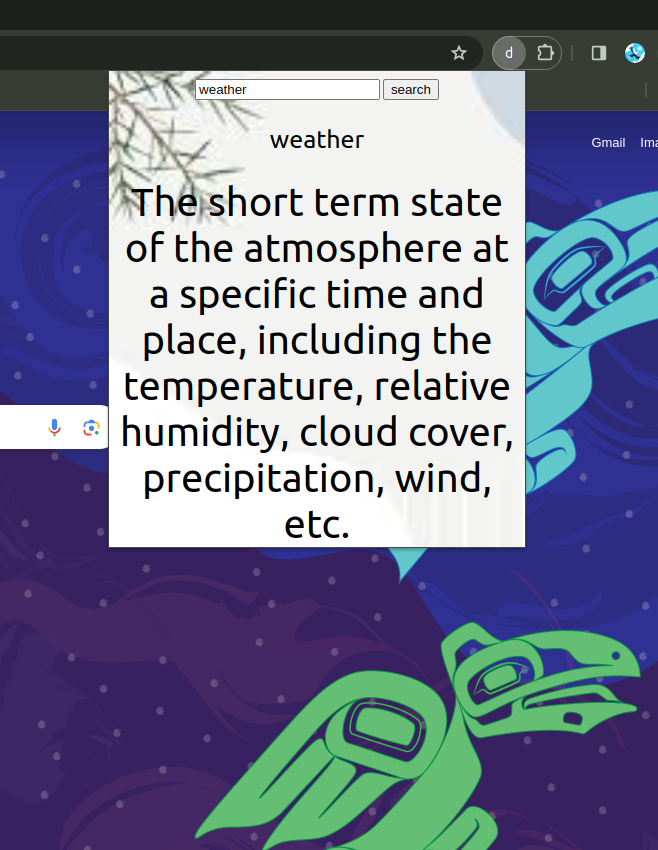 d
weather
search
Gmail
weather
The short term state
of the atmosphere at
a specific time and
place, including the
temperature, relative
humidity, cloud cover,
precipitation, wind,
etc.